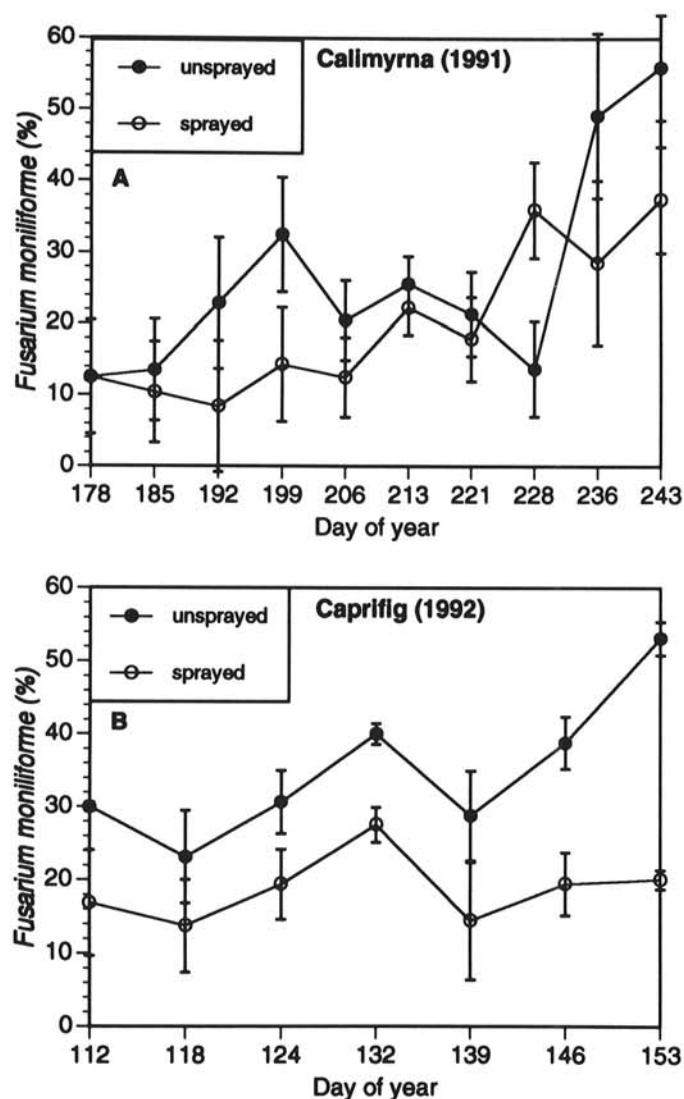 60
50
40
30
20
10
0
Fusarium moniliforme (%)
unsprayed
sprayed
Calimyrna (1991)
A
178 185 192 199 206 213 221 228 236 243
Day of year
60
50
40
30
20
10
0
Fusarium moniliforme (%)
unsprayed
sprayed
Caprifig (1992)
B
112 118 124 132 139 146 153
Day of year